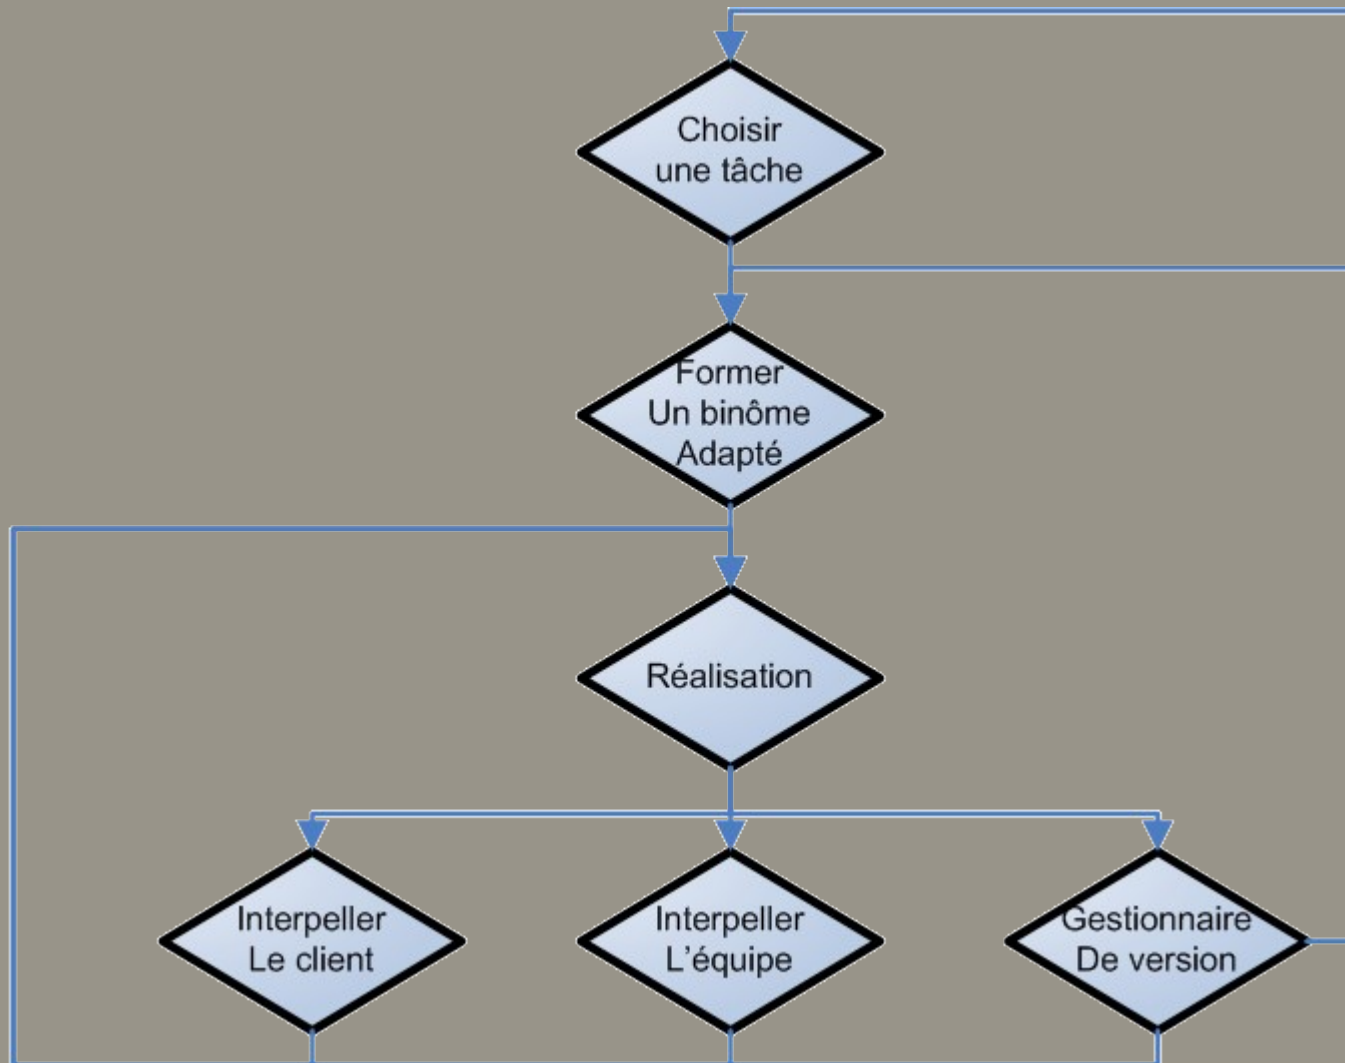 Choisir
une tâche
Former
Un binôme
Adapté
Réalisation
Interpeller
Le client
Interpeller
L'équipe
Gestionnaire
De version